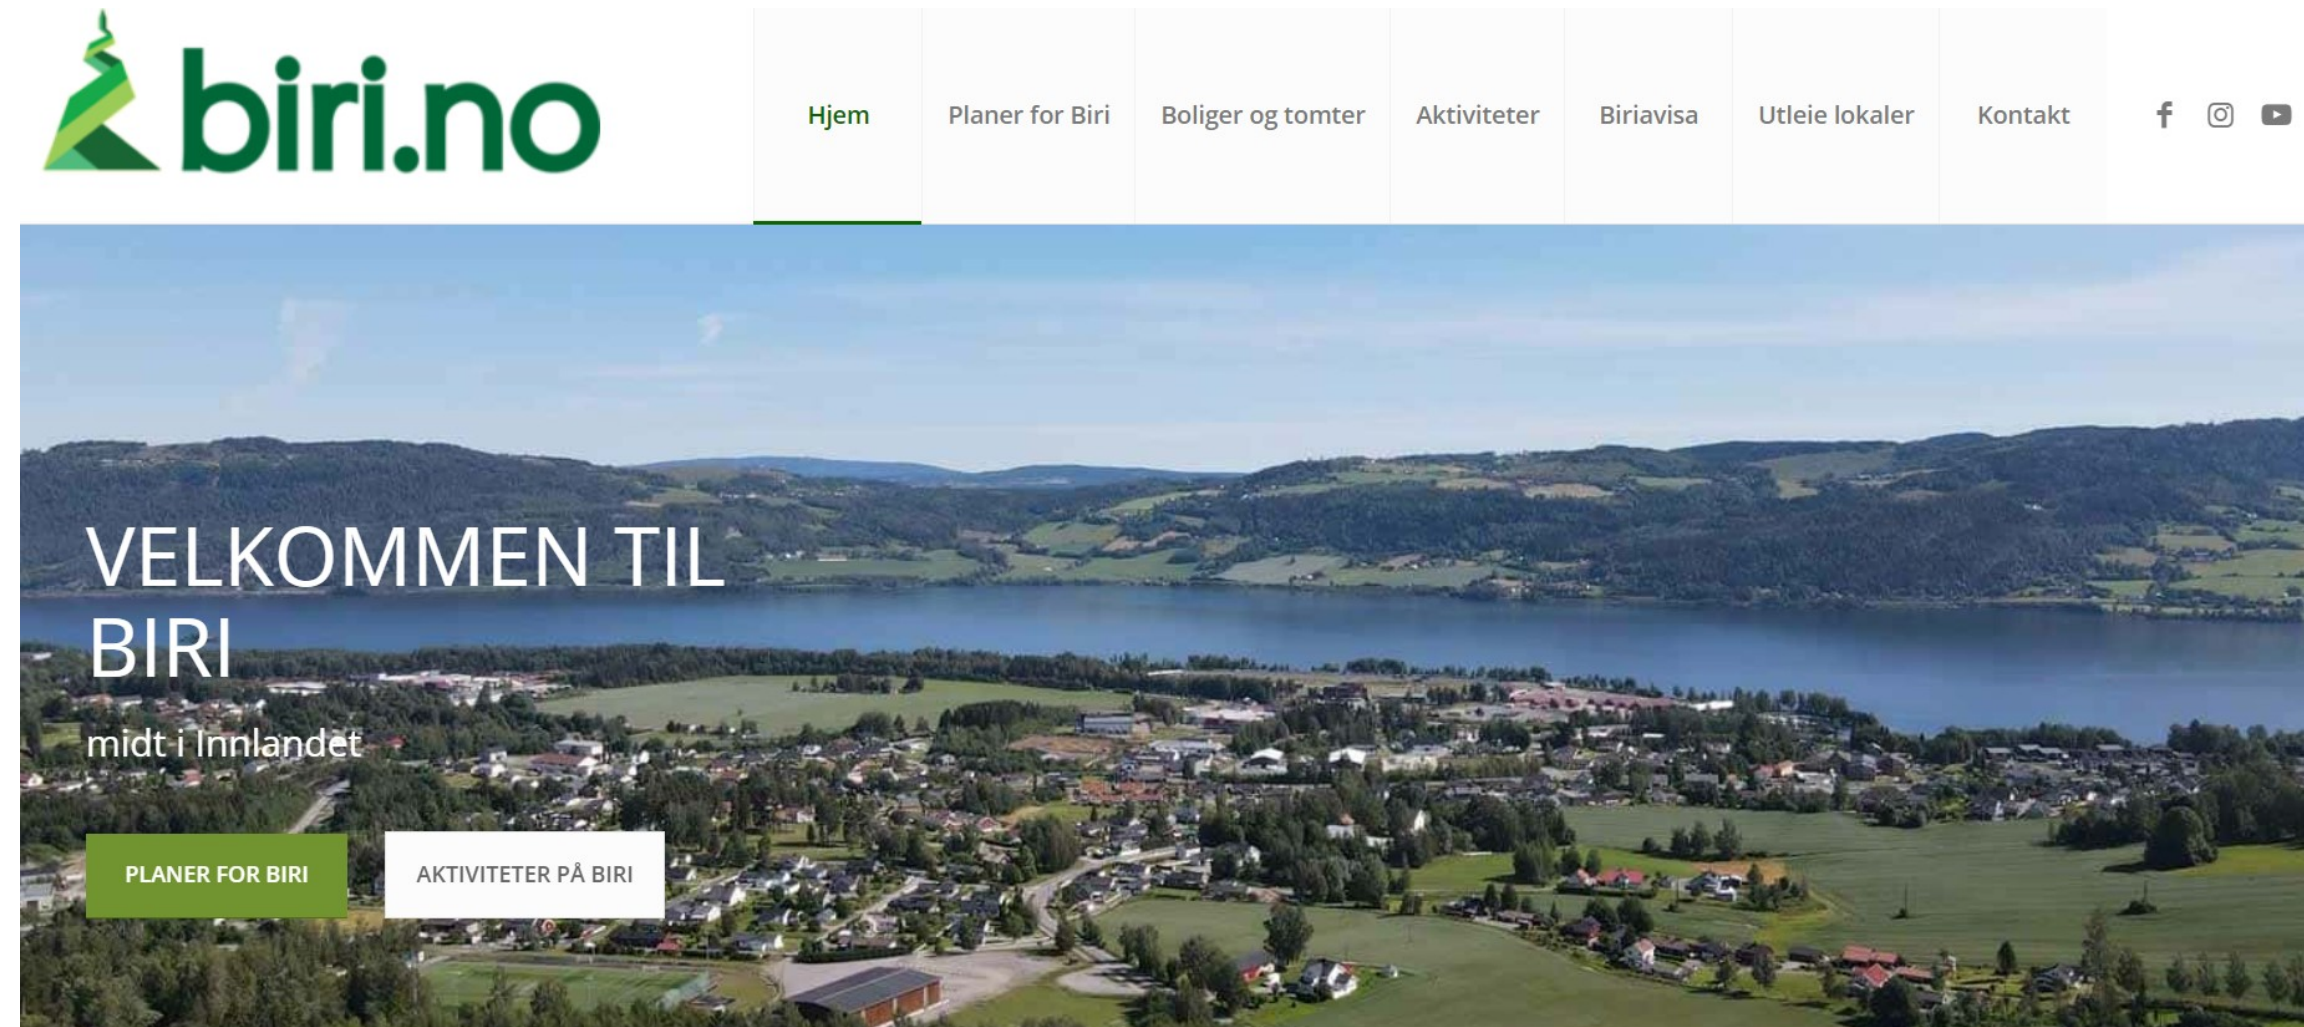 biri.no
Hjem
Planer for Biri
Boliger og tomter
Aktiviteter
Biriavisa
Utleie lokaler
Kontakt
VELKOMMEN TIL
BIRI
midt i Innlandet
PLANER FOR BIRI
AKTIVITETER PÅ BIRI